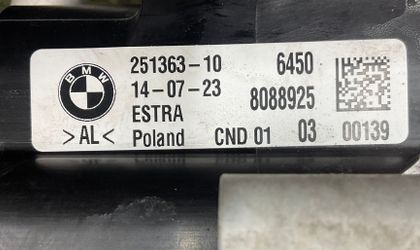 BMW
251363-10 6450
14-07-23 8088925
ESTRA
>AL< Poland CND 01 03 00139